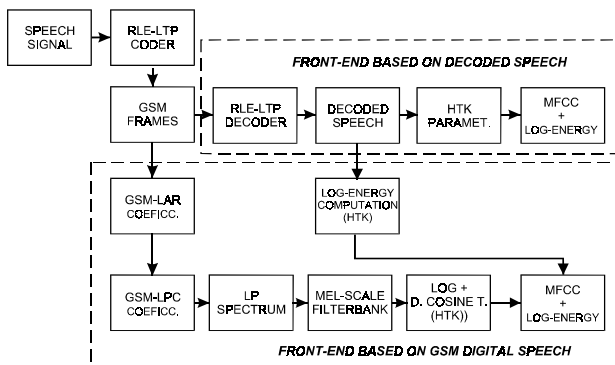 SPEECH
SIGNAL
RLE-LTP
CODER
FRONT-END BASED ON DECODED SPEECH
GSM
FRAMES
RLE-LTP
DECODER
DECODED
SPEECH
HTK
PARAMET.
MFCC
+
LOG-ENERGY
GSM-LAR
COEFICC.
LOG-ENERGY
COMPUTATION
(HTK)
GSM-LPC
COEFICC.
LP
SPECTRUM
MEL-SCALE
FILTERBANK
LOG +
D. COSINE T.
(HTK))
MFCC
+
LOG-ENERGY
FRONT-END BASED ON GSM DIGITAL SPEECH